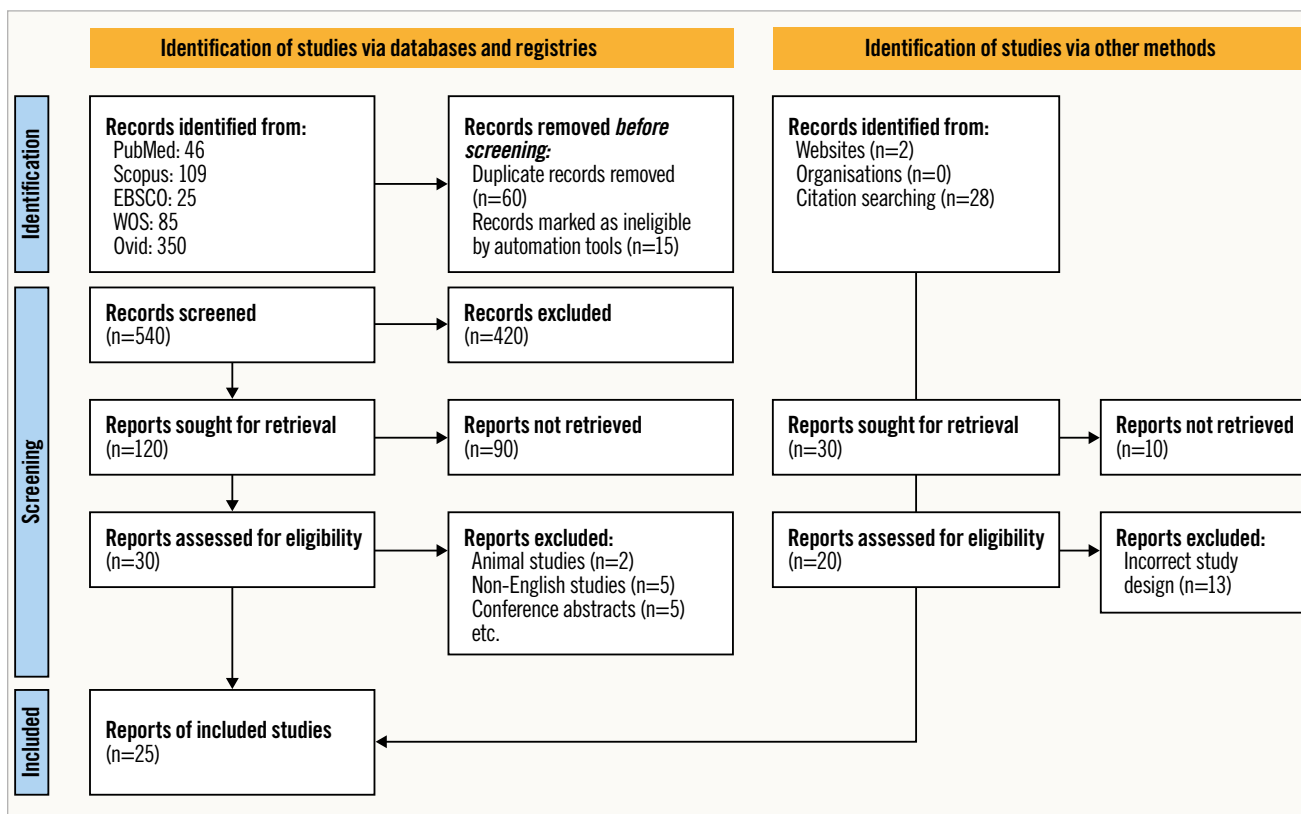 Identification of studies via databases and registries
Identification of studies via other methods
Identification
Records identified from:
PubMed: 46
Scopus: 109
EBSCO: 25
WOS: 85
Ovid: 350
Records removed before
screening:
Duplicate records removed
(n=60)
Records marked as ineligible
by automation tools (n=15)
Records identified from:
Websites (n=2)
Organisations (n=0)
Citation searching (n=28)
Screening
Records screened
(n=540)
Records excluded
(n=420)
Reports sought for retrieval
(n=120)
Reports not retrieved
(n=90)
Reports sought for retrieval
(n=30)
Reports not retrieved
(n=10)
Reports assessed for eligibility
(n=30)
Reports excluded:
Animal studies (n=2)
Non-English studies (n=5)
Conference abstracts (n=5)
etc.
Reports assessed for eligibility
(n=20)
Reports excluded:
Incorrect study
design (n=13)
Included
Reports of included studies
(n=25)